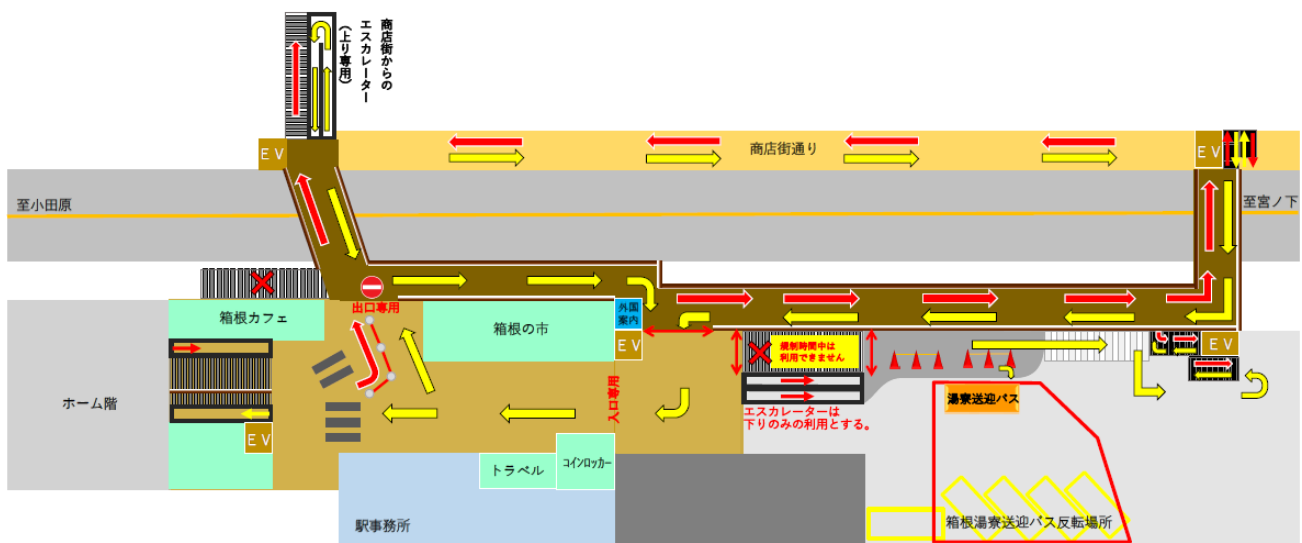 商店街からの
エスカレーター
(上り専用)
EV
商店街通り
EV
至小田原
至宮ノ下
出口専用
箱根カフェ
箱根の市
外国
案内
EV
規制時間中は
利用できません
EV
ホーム階
入口専用
湯寮送迎バス
エスカレーターは
下りのみの利用とする。
EV
トラベル
コインロッカー
駅事務所
箱根湯寮送迎バス反転場所